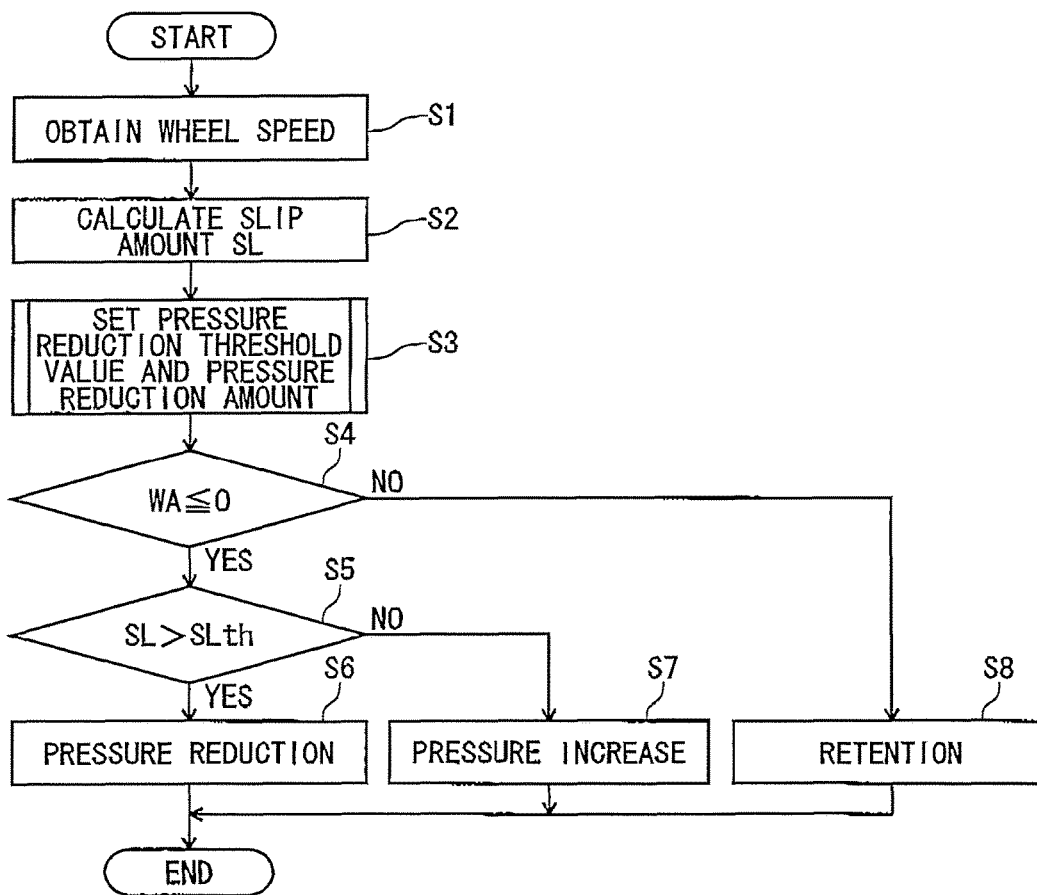 START
OBTAIN WHEEL SPEED
S1
CALCULATE SLIP
AMOUNT SL
S2
SET PRESSURE
REDUCTION THRESHOLD
VALUE AND PRESSURE
REDUCTION AMOUNT
S3
S4
WA≦0
NO
YES
S5
SL>SLth
NO
YES
S6
S7
S8
PRESSURE REDUCTION
PRESSURE INCREASE
RETENTION
END